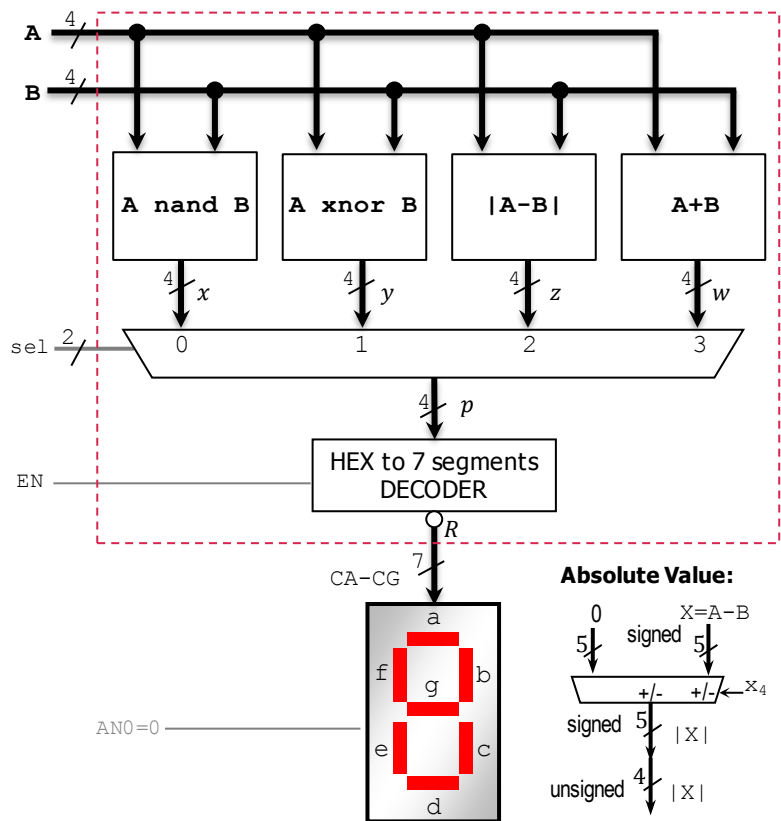 A 4
B 4
A nand B A xnor B |A-B| A+B
4 x 4 y 4 z 4 w
sel 2 0 1 2 3
4 p
EN HEX to 7 segments
DECODER
R
7
CA-CG
Absolute Value:
a
f b
g
e c
d
AN0=0
0 signed X=A-B
5 5
+/- +/- x4
signed 5 |X|
unsigned 4 |X|